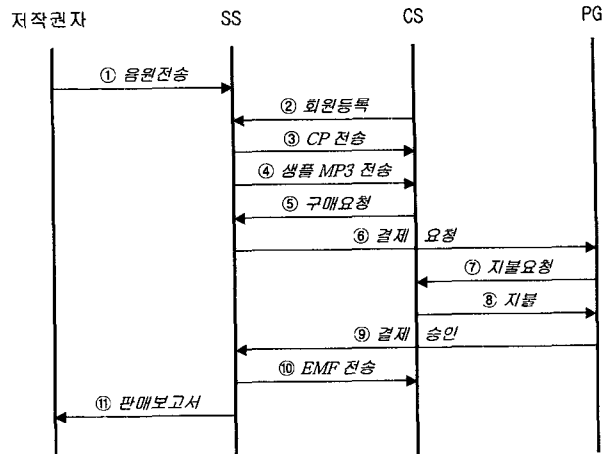 저작권자 SS CS PG
① 음원전송
② 회원등록
③ CP 전송
④ 샘플 MP3 전송
⑤ 구매요청
⑥ 결제 요청
⑦ 지불요청
⑧ 지불
⑨ 결제 승인
⑩ EMF 전송
⑪ 판매보고서